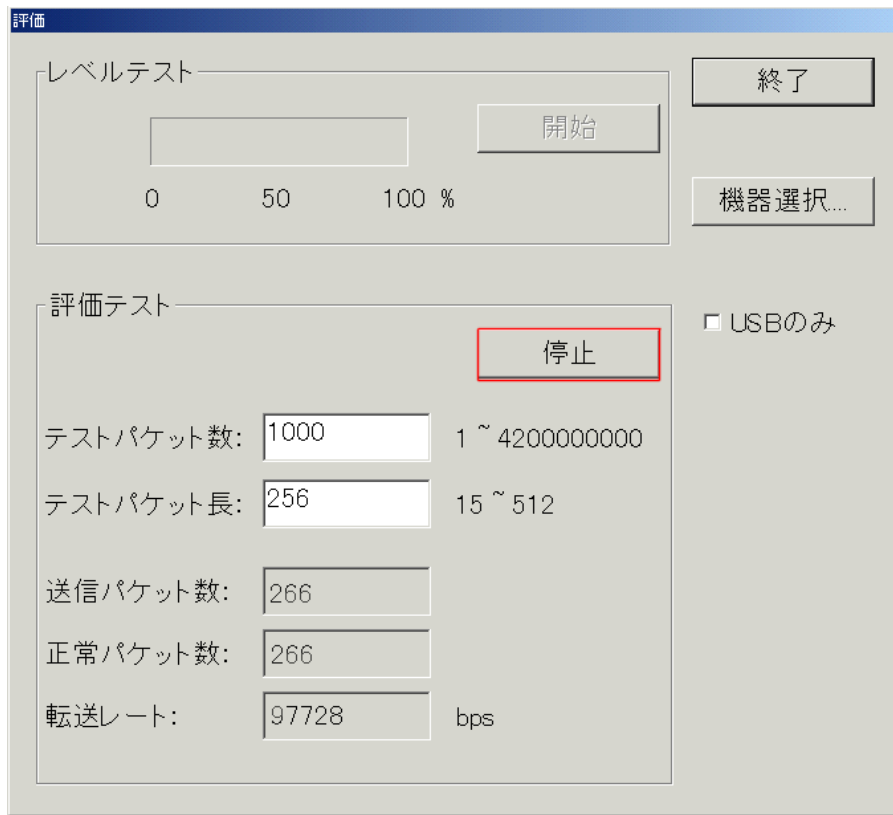 評価
レベルテスト
終了
開始
0 50 100 %
機器選択...
評価テスト
USBのみ
停止
テストパケット数: 1000 1 ~ 4200000000
テストパケット長: 256 15 ~ 512
送信パケット数: 266
正常パケット数: 266
転送レート: 97728 bps